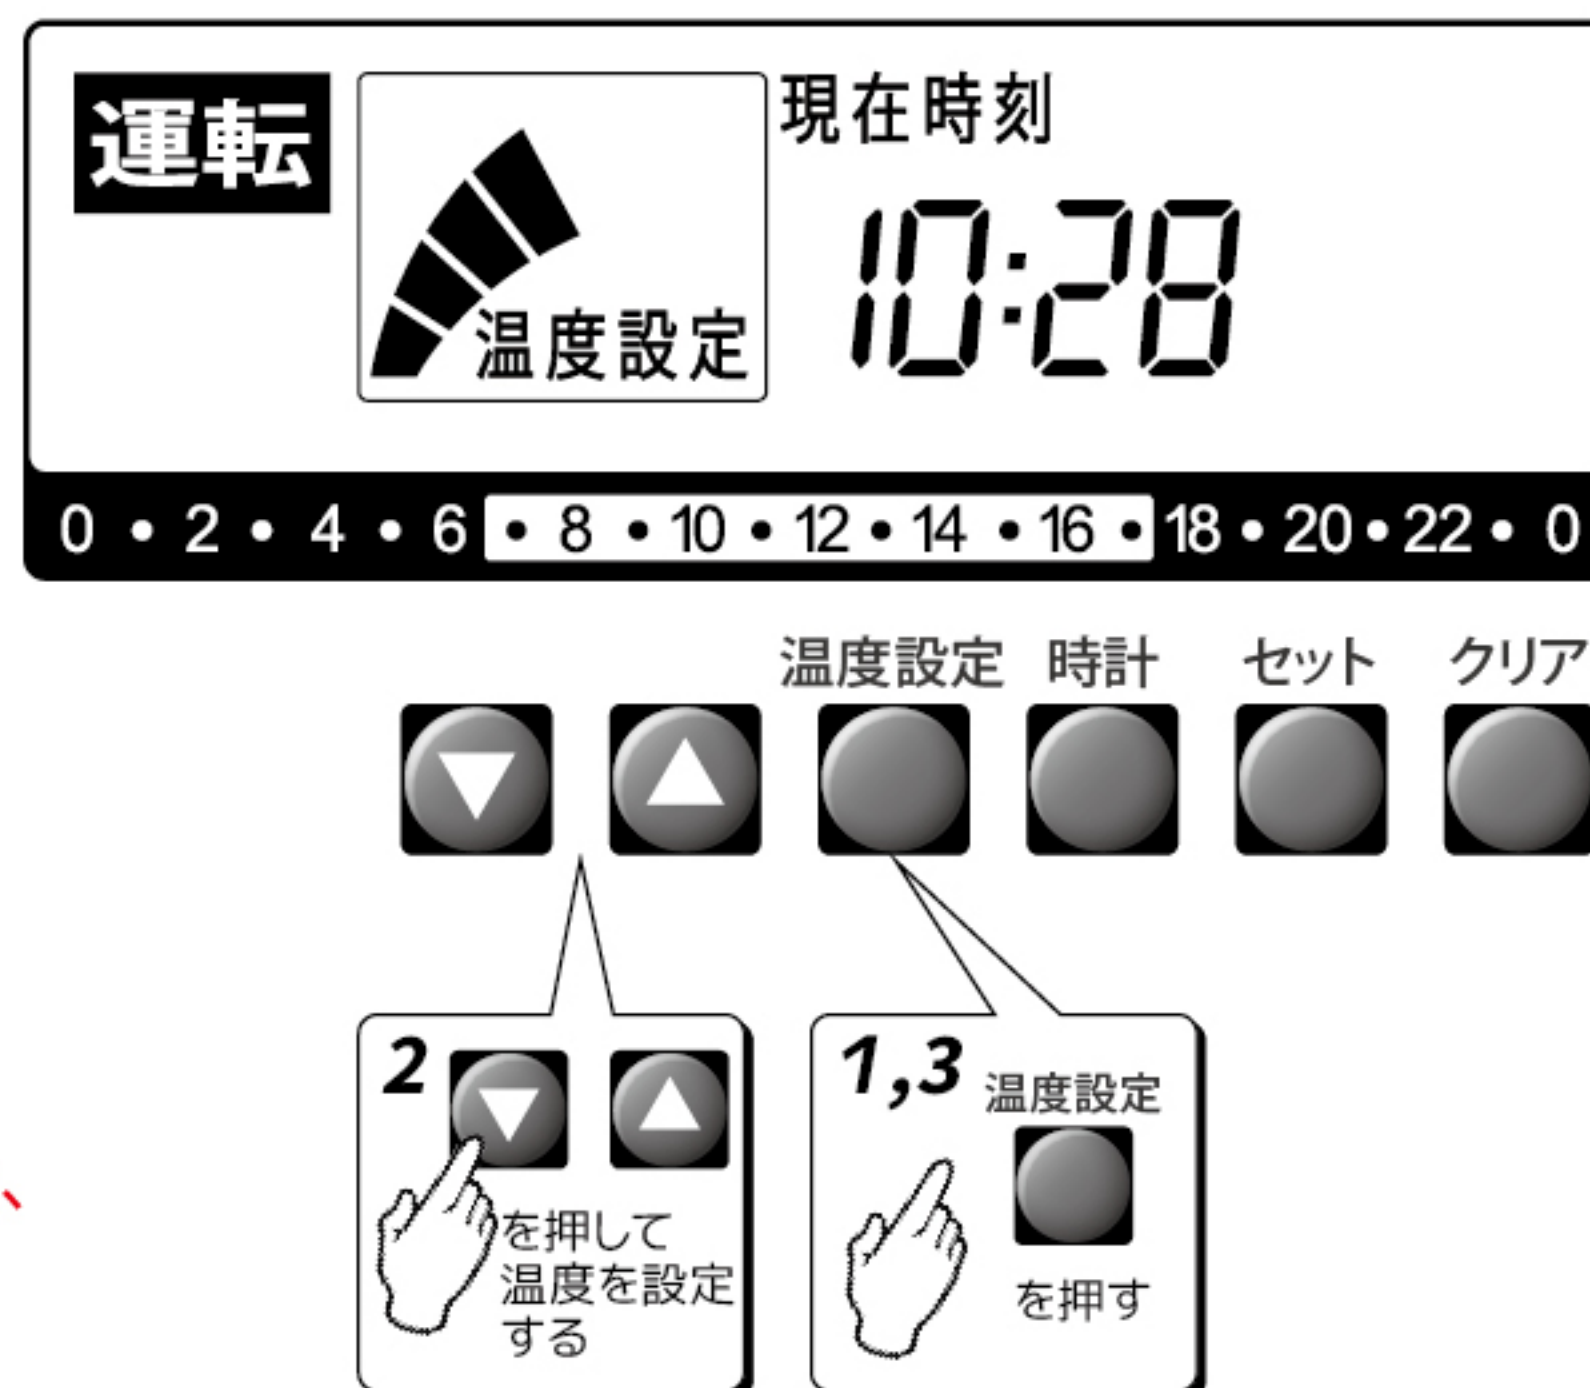 運転
現在時刻
10:28
温度設定
0 • 2 • 4 • 6 • 8 • 10 • 12 • 14 • 16 • 18 • 20 • 22 • 0
温度設定 時計 セット クリア
▼ ▲
2 ▼ ▲
を押して
温度を設定
する
1,3 温度設定
を押す